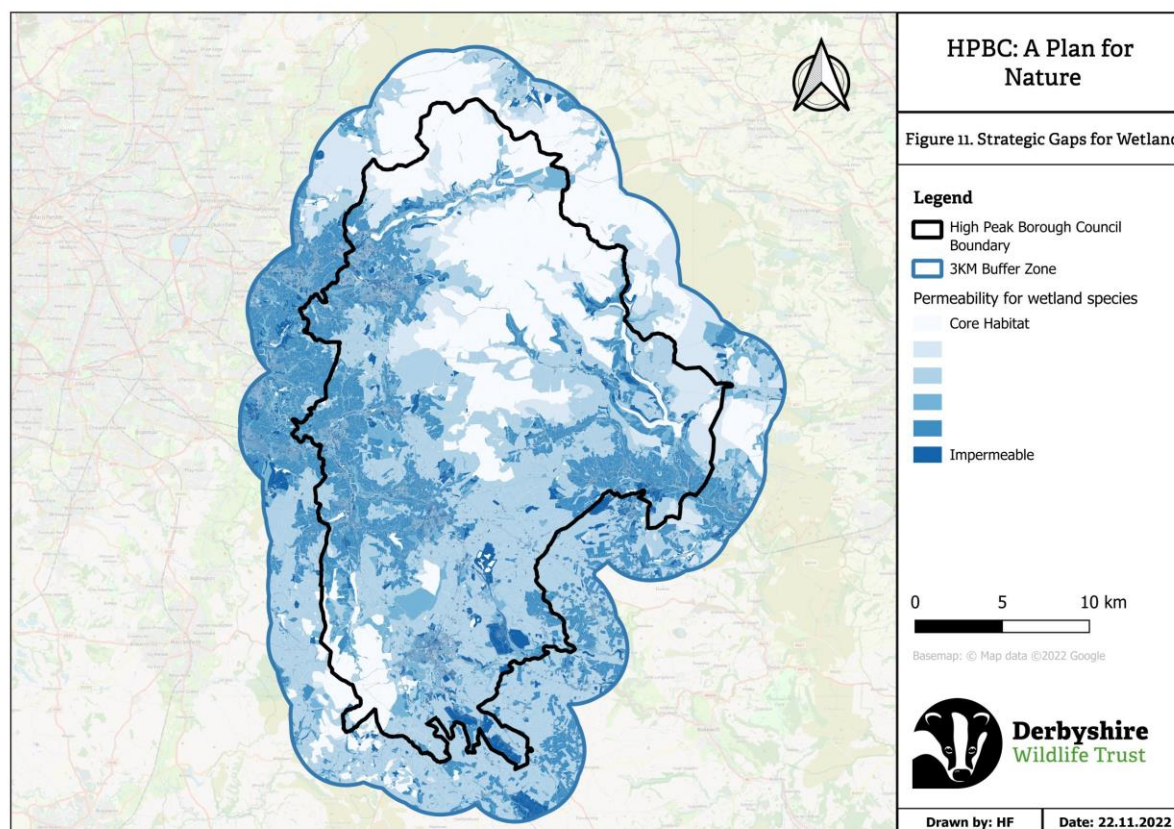 HPBC: A Plan for
Nature
Figure 11. Strategic Gaps for Wetland
Legend
High Peak Borough Council
Boundary
3KM Buffer Zone
Permeability for wetland species
Core Habitat
Impermeable
0 5 10 km
Basemap: © Map data ©2022 Google
Derbyshire
Wildlife Trust
Drawn by: HF Date: 22.11.2022